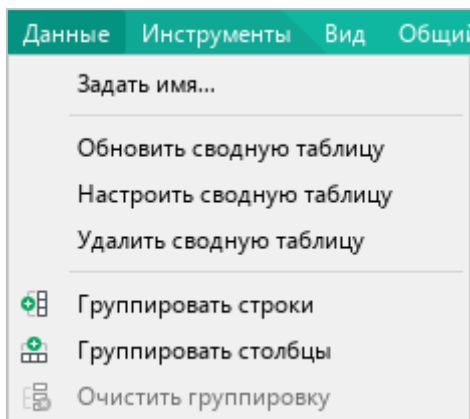 Данные Инструменты Вид Общий
Задать имя...
Обновить сводную таблицу
Настроить сводную таблицу
Удалить сводную таблицу
Группировать строки
Группировать столбцы
Очистить группировку